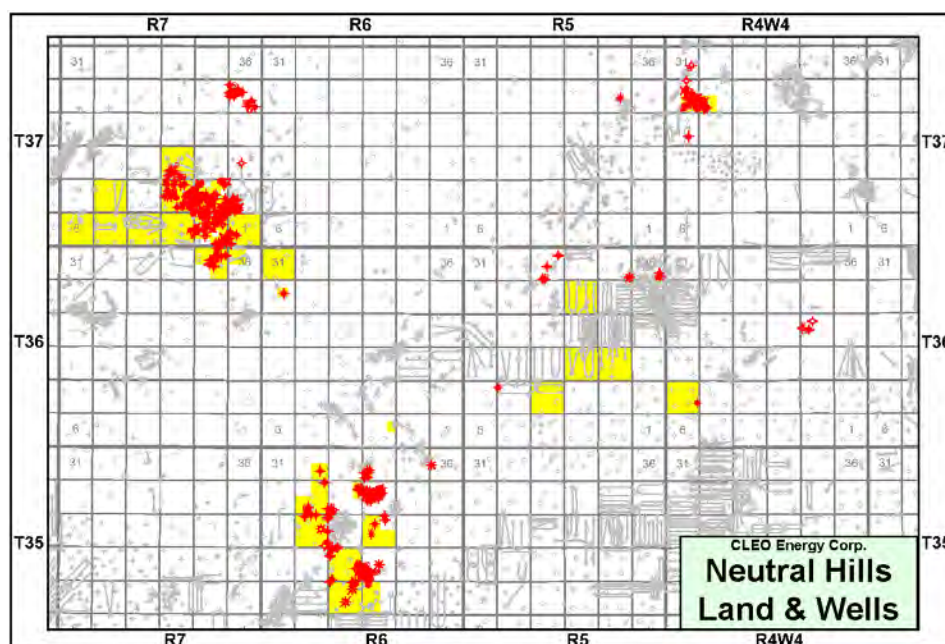 R7 R6 R5 R4W4
31 36 31 36 31 36 31 36 31
T37 T37
1 6 1 6 1 6
31 36 31 36 31 36 31
T36 T36
6 6 1 6 1 6 1 6
31 36 31 36 31 36 31 36 31
T35 T35
CLEO Energy Corp.
Neutral Hills
Land & Wells
R7 R6 R5 R4W4